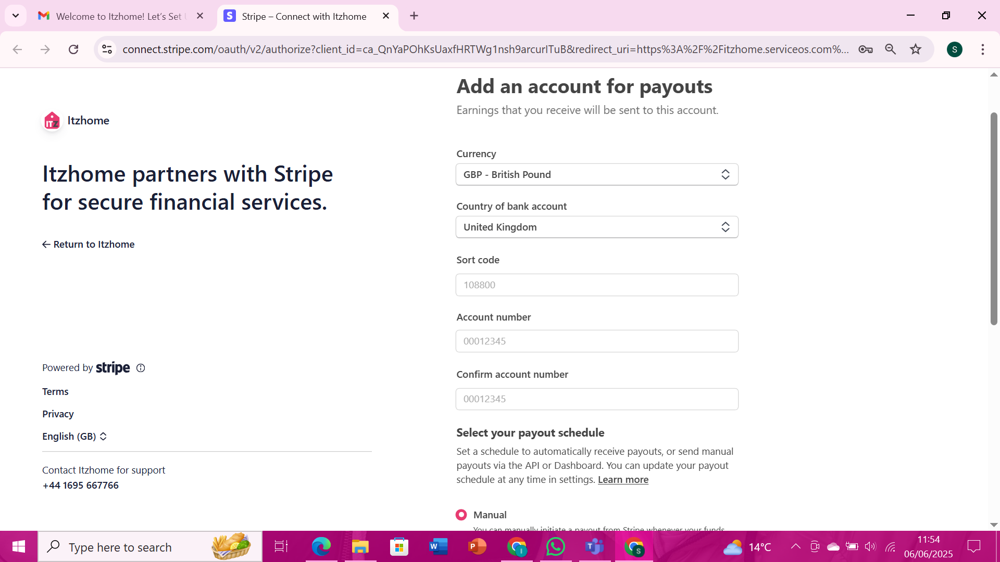 Welcome to Itzhome! Let's Set
Stripe – Connect with Itzhome
connect.stripe.com/oauth/v2/authorize?client_id=ca_QnYaPOhKsUaxfHRTWg1nsh9arcurITuB&redirect_uri=https%3A%2F%2Fitzhome.serviceos.com%...
S
Itzhome
Itzhome partners with Stripe
for secure financial services.
← Return to Itzhome
Powered by stripe
Terms
Privacy
English (GB)
Contact Itzhome for support
+44 1695 667766
Add an account for payouts
Earnings that you receive will be sent to this account.
Currency
GBP - British Pound
Country of bank account
United Kingdom
Sort code
108800
Account number
00012345
Confirm account number
00012345
Select your payout schedule
Set a schedule to automatically receive payouts, or send manual
payouts via the API or Dashboard. You can update your payout
schedule at any time in settings. Learn more
Manual
You can manually initiate a payout from Stripe whenever your funds
Type here to search
14°C
11:54
06/06/2025